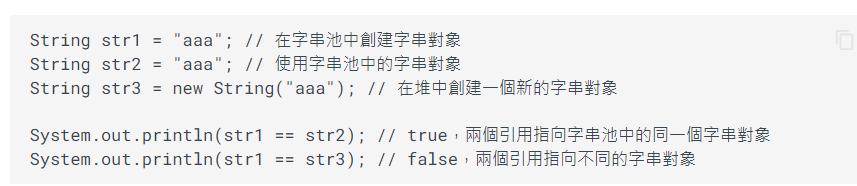 String str1 = "aaa"; // 在字串池中創建字串對象
String str2 = "aaa"; // 使用字串池中的字串對象
String str3 = new String("aaa"); // 在堆中創建一個新的字串對象
System.out.println(str1 == str2); // true，兩個引用指向字串池中的同一個字串對象
System.out.println(str1 == str3); // false，兩個引用指向不同的字串對象